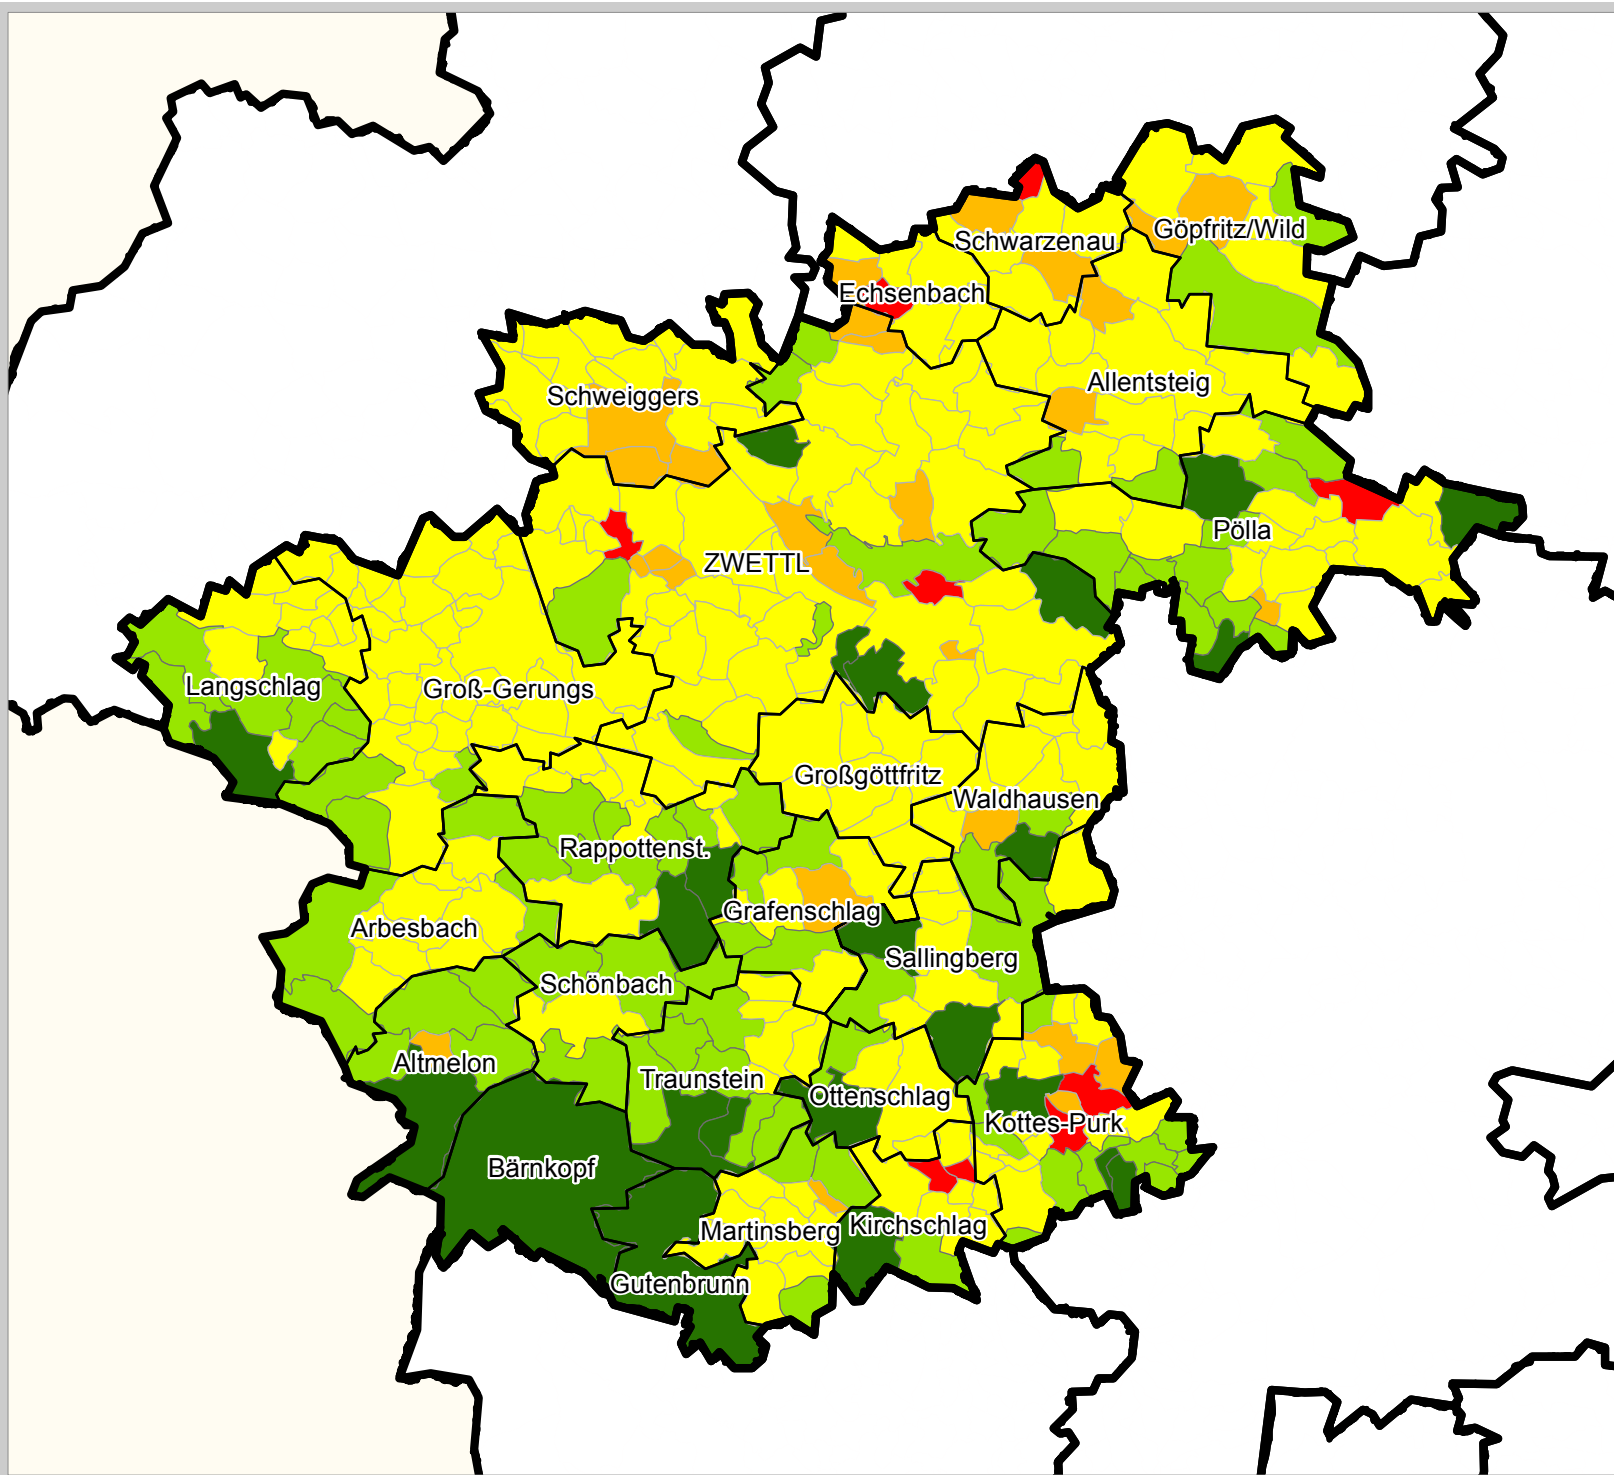 Göpfritz/Wild
Schwarzenau
Echsenbach
Allentsteig
Schweiggers
Pölla
ZWETTL
Langschlag
Groß-Gerungs
Großgöttfritz
Waldhausen
Rappottenst.
Grafenschlag
Arbesbach
Sallingberg
Schönbach
Altmelon
Traunstein
Ottenschlag
Kottes-Purk
Bärnkopf
Martinsberg
Kirchschlag
Gutenbrunn